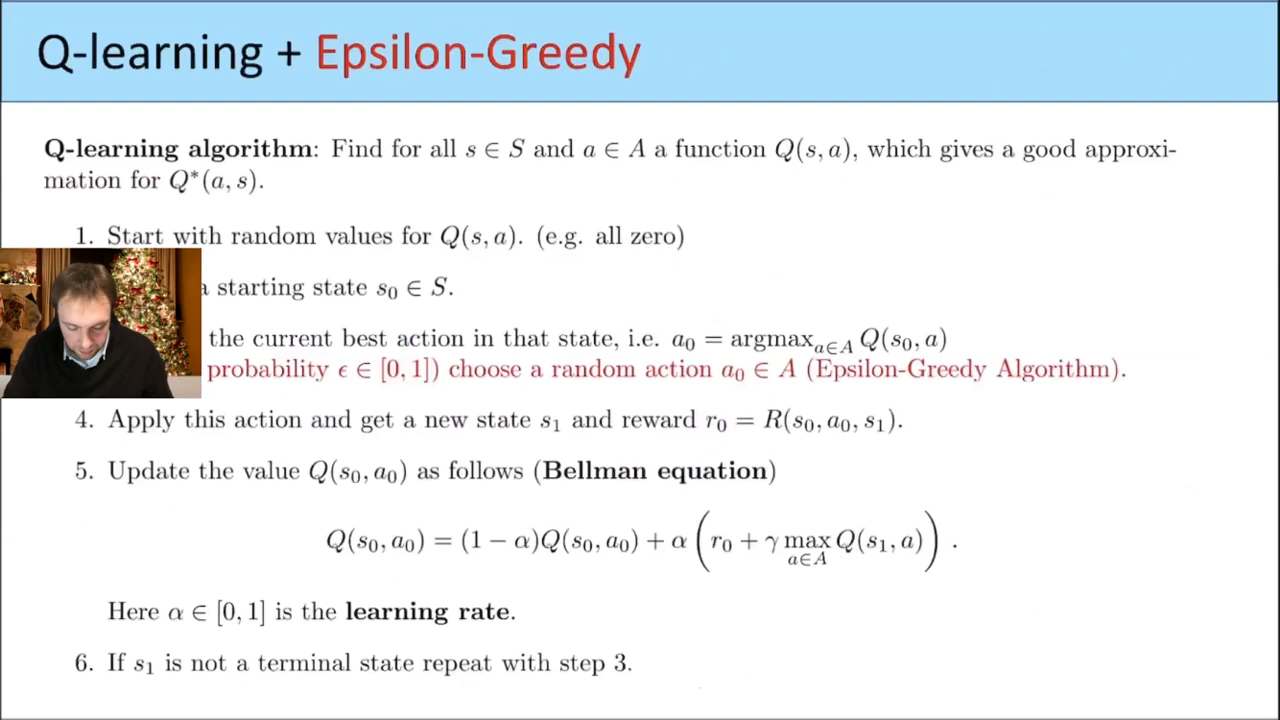 Q-learning + Epsilon-Greedy
Q-learning algorithm: Find for all s ∈ S and a ∈ A a function Q(s, a), which gives a good approxi-
mation for Q*(a, s).
1. Start with random values for Q(s, a). (e.g. all zero)
a starting state s₀ ∈ S.
the current best action in that state, i.e. a₀ = argmax_{a∈A} Q(s₀, a)
probability ϵ ∈ [0, 1]) choose a random action a₀ ∈ A (Epsilon-Greedy Algorithm).
4. Apply this action and get a new state s₁ and reward r₀ = R(s₀, a₀, s₁).
5. Update the value Q(s₀, a₀) as follows (Bellman equation)
Q(s₀, a₀) = (1 − α)Q(s₀, a₀) + α (r₀ + γ max_{a∈A} Q(s₁, a)) .
Here α ∈ [0, 1] is the learning rate.
6. If s₁ is not a terminal state repeat with step 3.